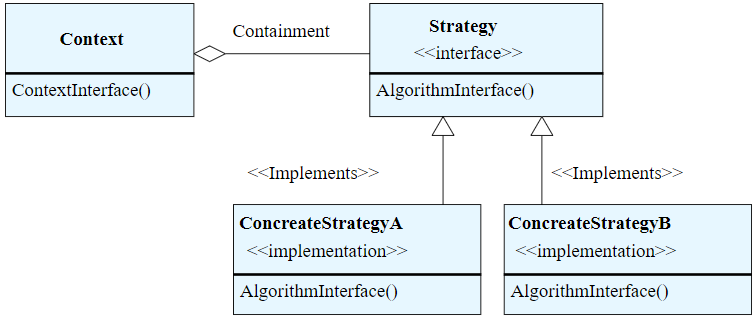 Context
ContextInterface()
Containment
Strategy
<<interface>>
AlgorithmInterface()
<<Implements>>
<<Implements>>
ConcreateStrategyA
<<implementation>>
AlgorithmInterface()
ConcreateStrategyB
<<implementation>>
AlgorithmInterface()